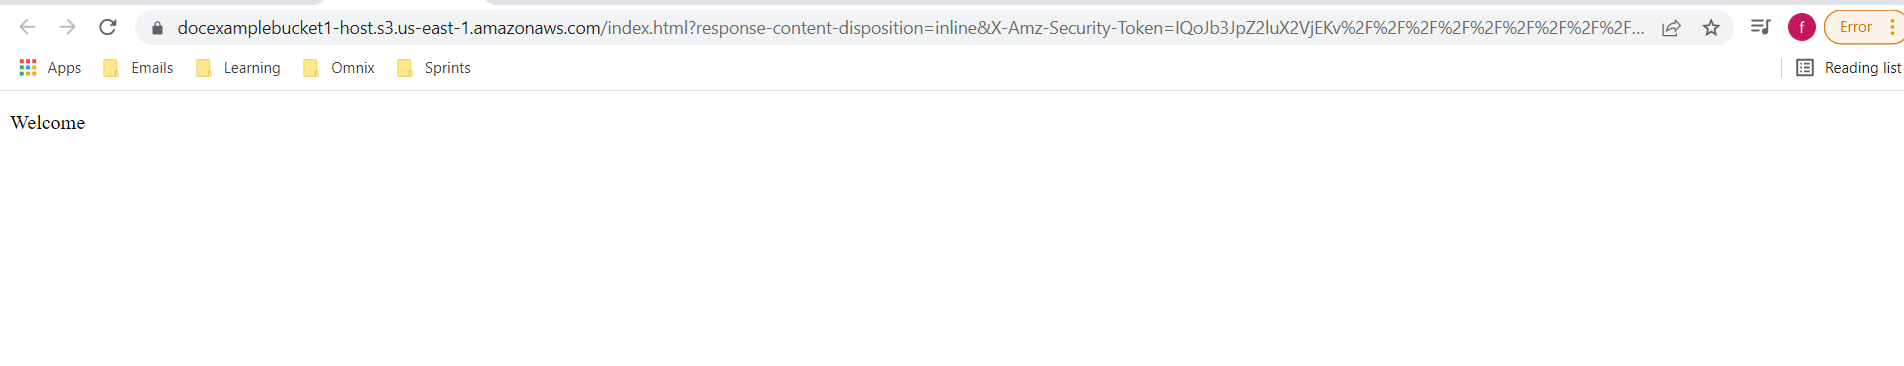 docexamplebucket1-host.s3.us-east-1.amazonaws.com/index.html?response-content-disposition=inline&X-Amz-Security-Token=IQoJb3JpZ2luX2VjEKv%2F%2F%2F%2F%2F%2F%2F%2F%2F... f Error
Apps Emails Learning Omnix Sprints Reading list
Welcome